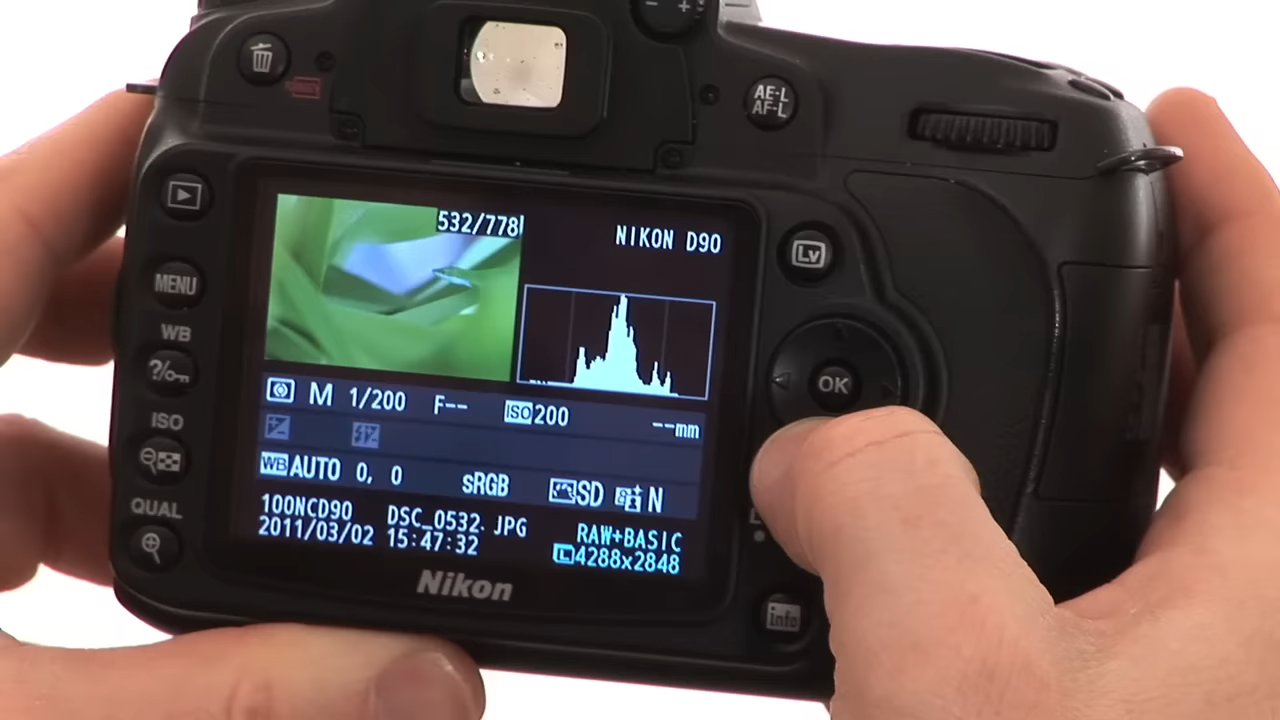 AE-L
AF-L
532/778
NIKON D90
Lv
MENU
WB
?
OK
M 1/200 F-- ISO 200
--mm
ISO
WB AUTO 0, 0 sRGB SD N
QUAL
100NCD90 DSC_0532.JPG RAW+BASIC
2011/03/02 15:47:32 L 4288x2848
Nikon
info